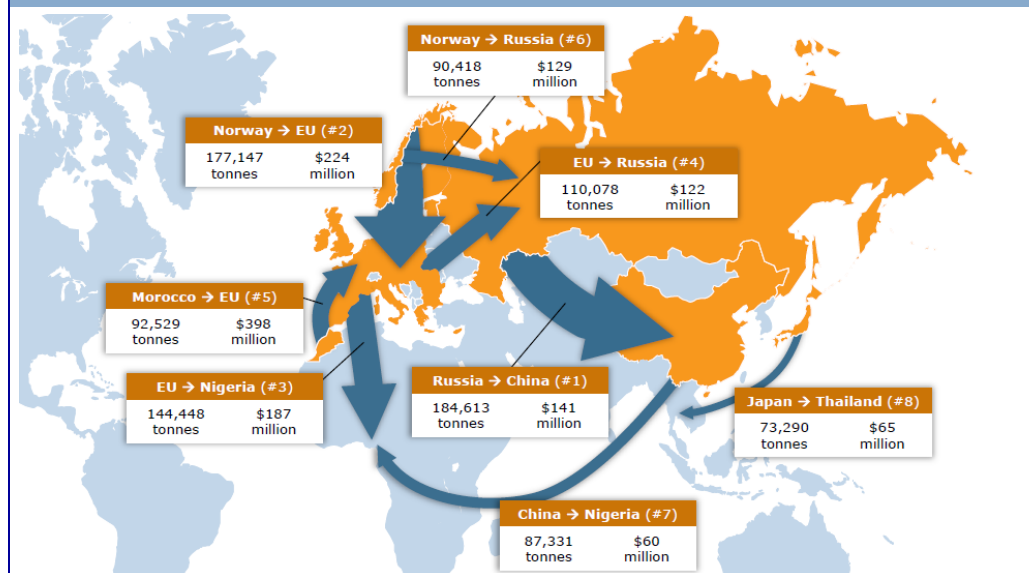 Norway → Russia (#6)
90,418 $129
tonnes million
Norway → EU (#2)
177,147 $224
tonnes million
EU → Russia (#4)
110,078 $122
tonnes million
Morocco → EU (#5)
92,529 $398
tonnes million
EU → Nigeria (#3)
144,448 $187
tonnes million
Russia → China (#1)
184,613 $141
tonnes million
Japan → Thailand (#8)
73,290 $65
tonnes million
China → Nigeria (#7)
87,331 $60
tonnes million